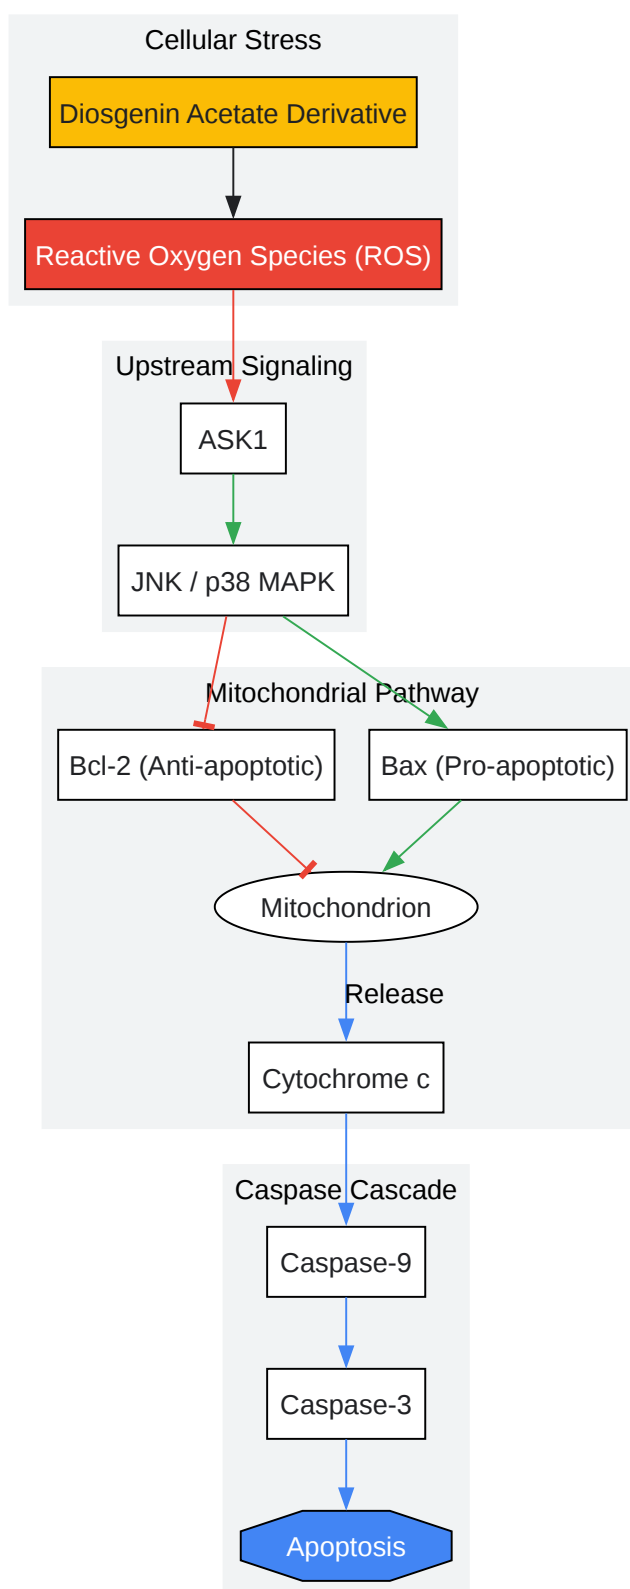 Cellular Stress
Diosgenin Acetate Derivative
Reactive Oxygen Species (ROS)
Upstream Signaling
ASK1
JNK / p38 MAPK
Mitochondrial Pathway
Bcl-2 (Anti-apoptotic)
Bax (Pro-apoptotic)
Mitochondrion
Release
Cytochrome c
Caspase Cascade
Caspase-9
Caspase-3
Apoptosis